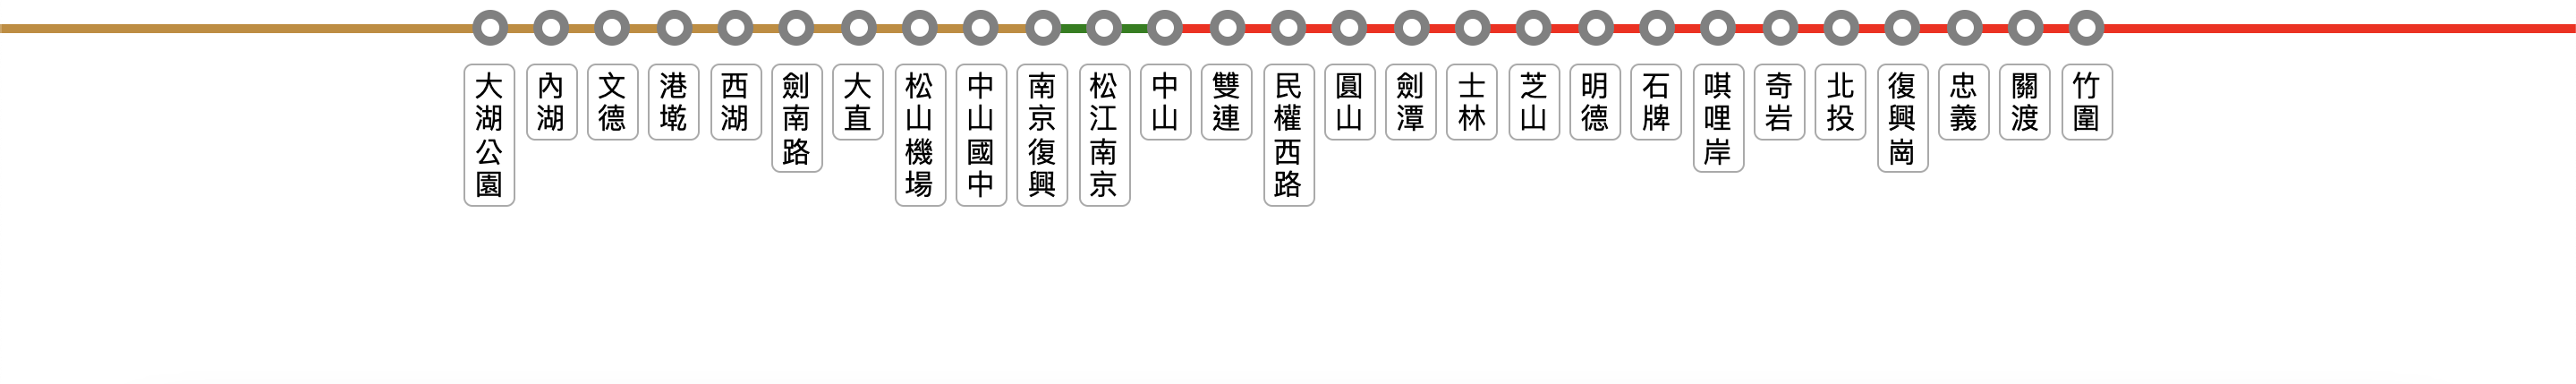 大湖公園
內湖
文德
港墘
西湖
劍南路
大直
松山機場
中山國中
南京復興
松江南京
中山
雙連
民權西路
圓山
劍潭
士林
芝山
明德
石牌
唭哩岸
奇岩
北投
復興崗
忠義
關渡
竹圍